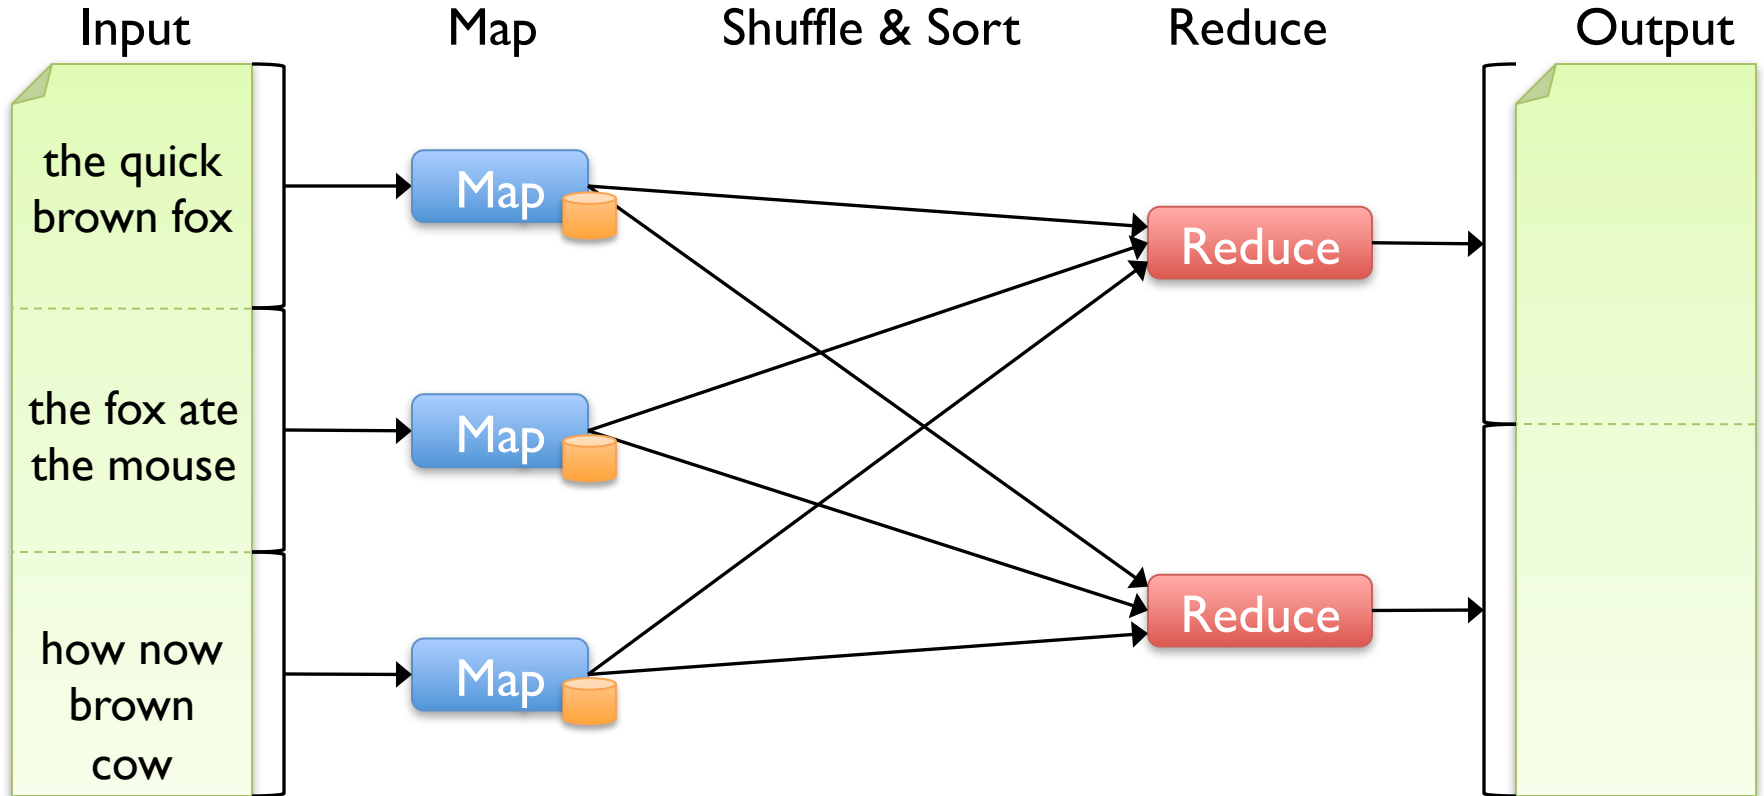 Input Map Shuffle & Sort Reduce Output
the quick
brown fox
the fox ate
the mouse
how now
brown
cow
Map
Map
Map
Reduce
Reduce